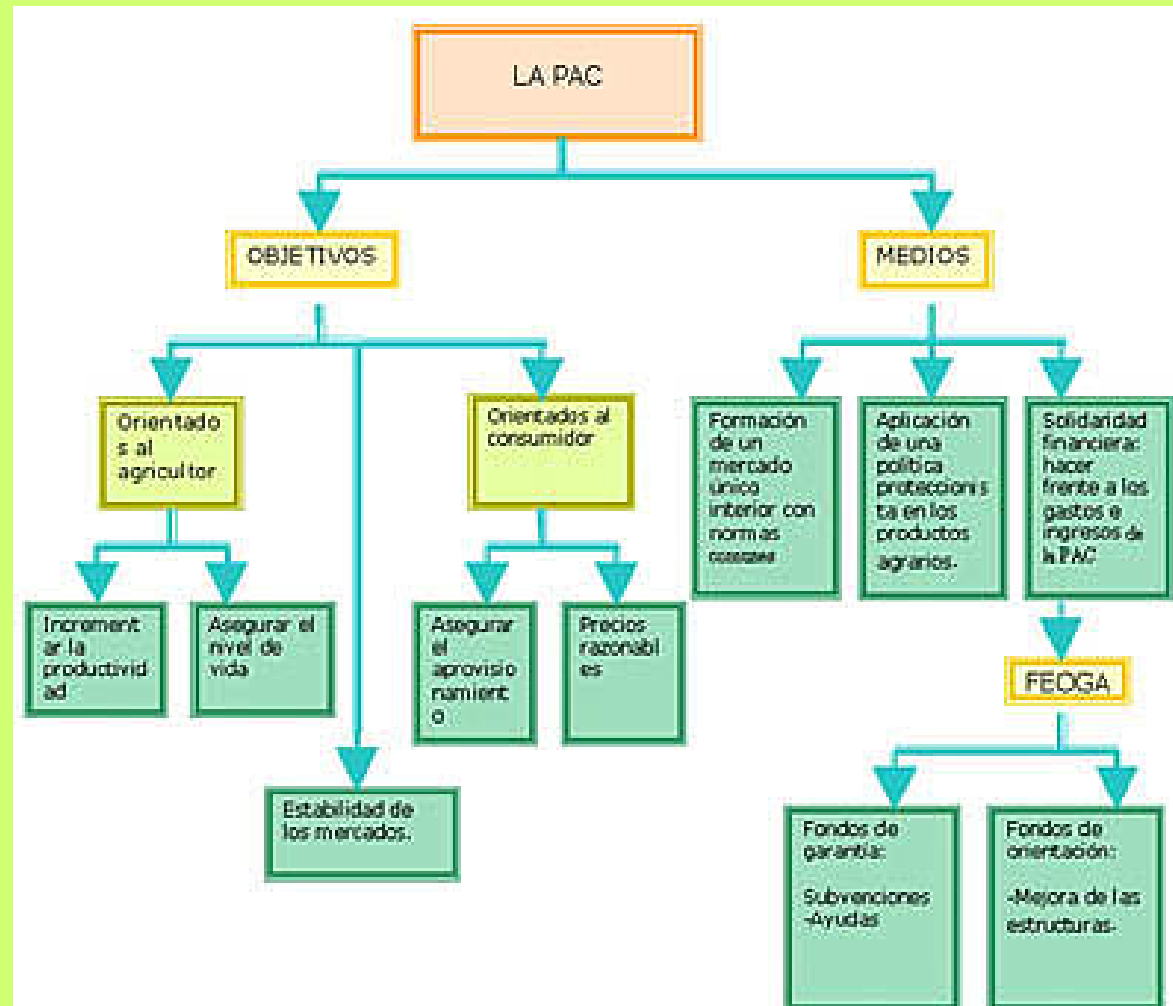 LA PAC
OBJETIVOS
MEDIOS
Orientado
s al
agricultor
Orientados al
consumidor
Formación
de un
mercado
único
interior con
normas
comunes
Aplicación
de una
política
proteccionis
ta en los
productos
agrarios.
Solidaridad
financiera:
hacer
frente a los
gastos e
ingresos de
la PAC
Increment
ar la
productivid
ad
Asegurar el
nivel de
vida
Asegurar
el
aprovisio
namient
o
Precios
razonabl
es
FEOGA
Estabilidad de
los mercados.
Fondos de
garantía:
Subvenciones
-Ayudas
Fondos de
orientación:
-Mejora de las
estructuras-